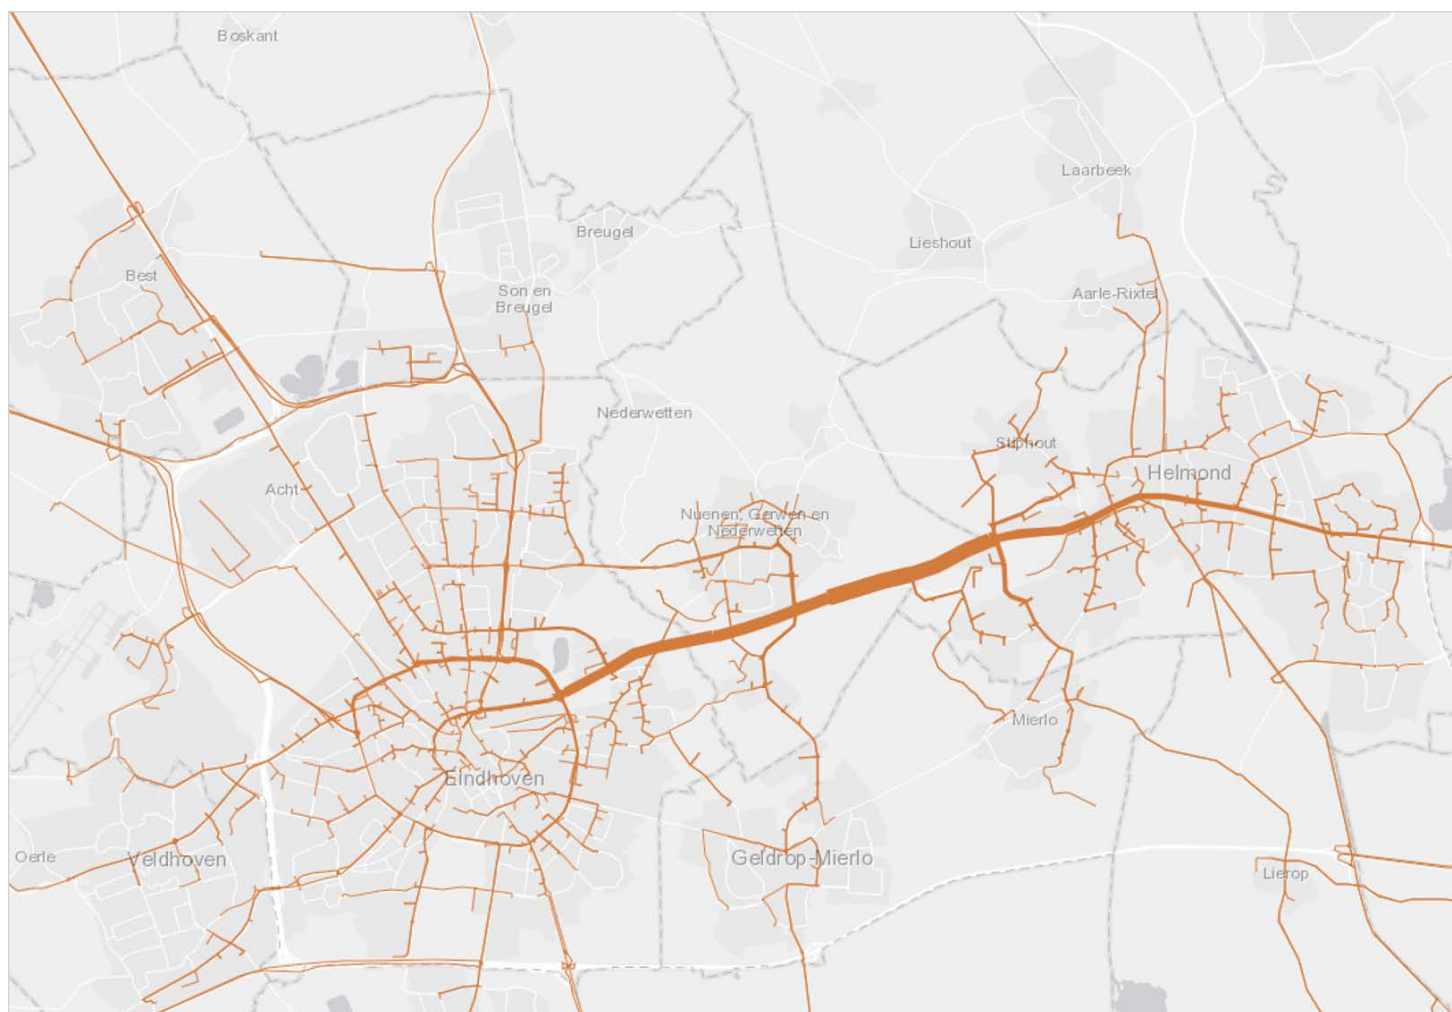 Boskant
Laarbeek
Breugel
Lieshout
Best
Son en
Breugel
Aarle-Rixtel
Nederwetten
Stiphout
Helmond
Acht
Nuenen, Gerwen en
Nederwetten
Mierlo
Eindhoven
Oerle
Veldhoven
Geldrop-Mierlo
Lierop